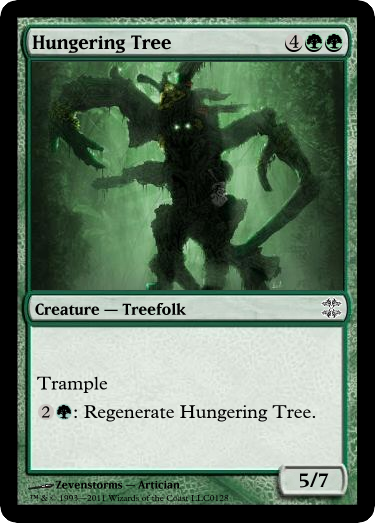 Hungering Tree 4
Creature — Treefolk
Trample
2 : Regenerate Hungering Tree.
5/7
Zevenstorms — Artician
™ & © 1993–2011 Wizards of the Coast LLC 0128